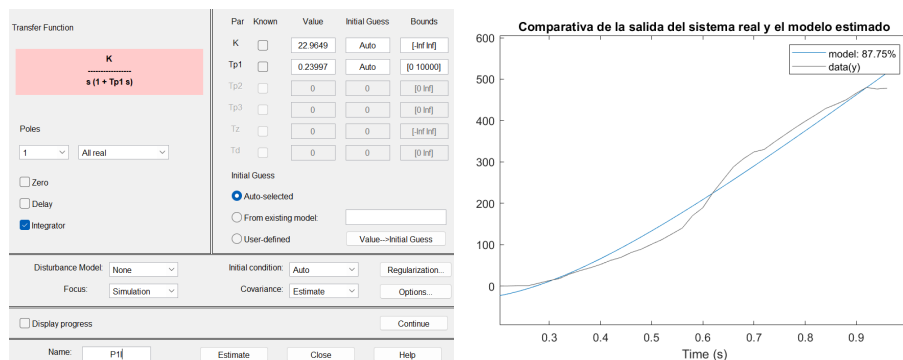 Transfer Function
K
-----------------
s (1 + Tp1 s)
Poles
1 All real
Zero
Delay
Integrator
Par Known Value Initial Guess Bounds
K 22.9649 Auto [-Inf Inf]
Tp1 0.23997 Auto [0 10000]
Tp2 0 0 [0 Inf]
Tp3 0 0 [0 Inf]
Tz 0 0 [-Inf Inf]
Td 0 0 [0 Inf]
Initial Guess
Auto-selected
From existing model:
User-defined Value-->Initial Guess
Disturbance Model: None Initial condition: Auto Regularization...
Focus: Simulation Covariance: Estimate Options...
Display progress Continue
Name: P1I Estimate Close Help
Comparativa de la salida del sistema real y el modelo estimado
model: 87.75%
data(y)
600
500
400
300
200
100
0
0.3 0.4 0.5 0.6 0.7 0.8 0.9
Time (s)